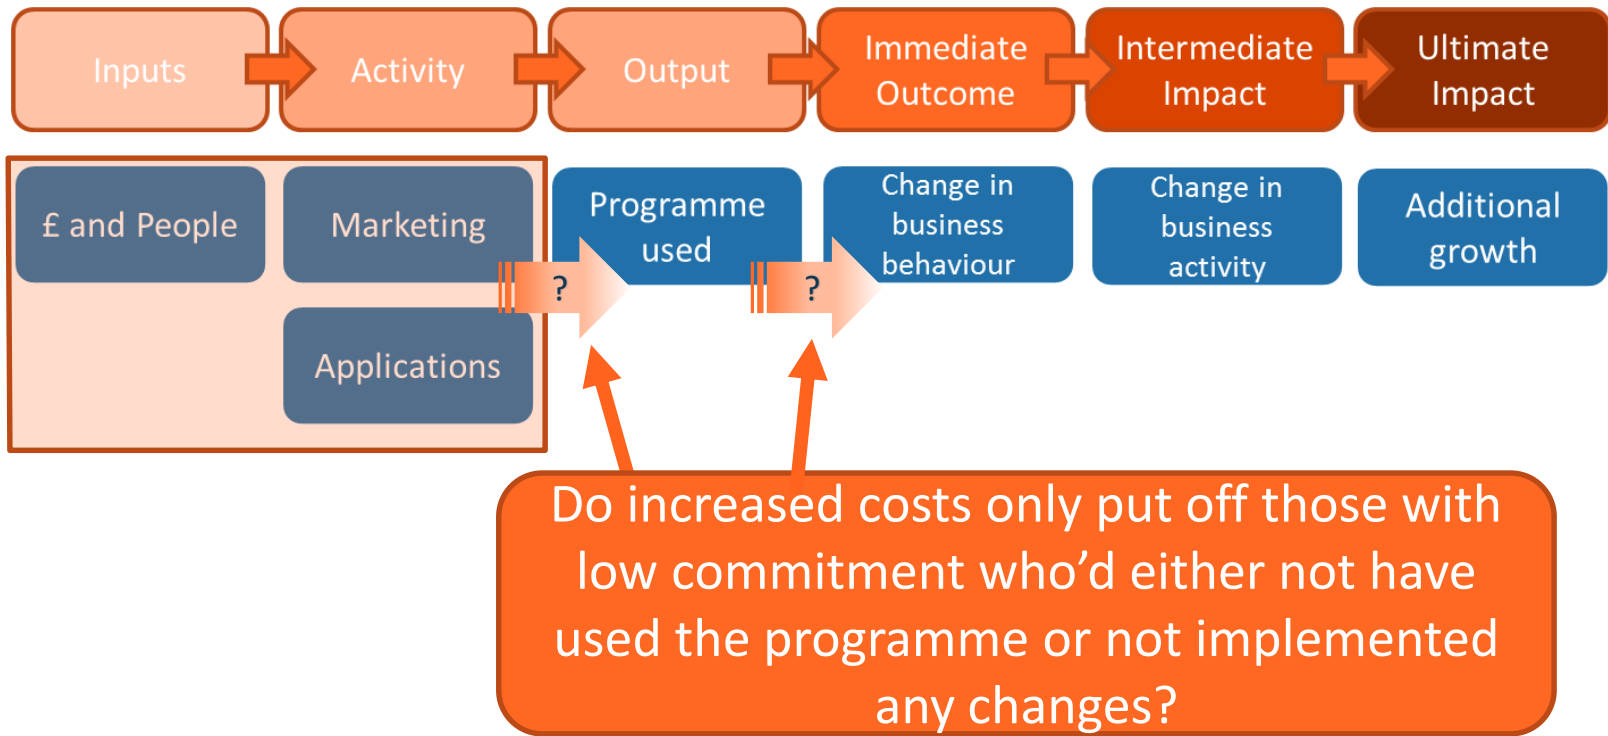 Inputs
Activity
Output
Immediate
Outcome
Intermediate
Impact
Ultimate
Impact
£ and People
Marketing
Applications
Programme
used
Change in
business
behaviour
Change in
business
activity
Additional
growth
?
?
Do increased costs only put off those with
low commitment who’d either not have
used the programme or not implemented
any changes?